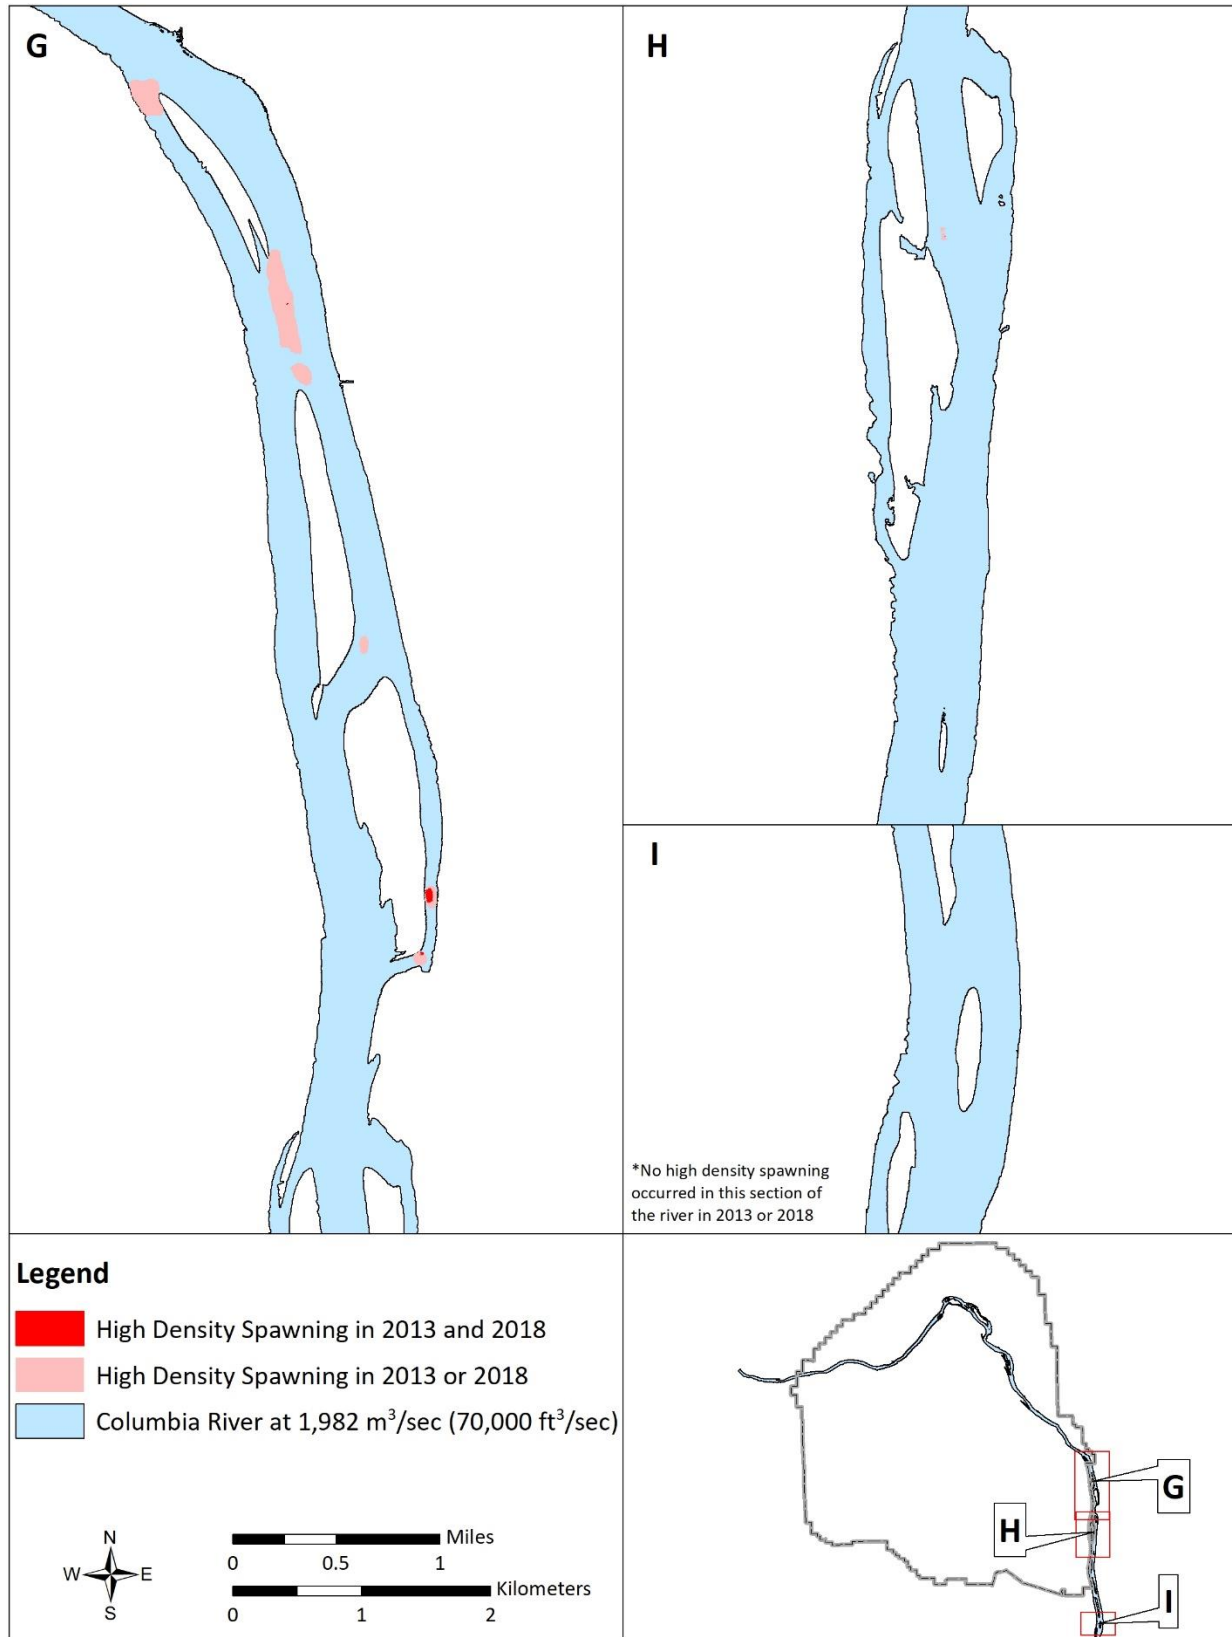 G
H
I
*No high density spawning
occurred in this section of
the river in 2013 or 2018
Legend
High Density Spawning in 2013 and 2018
High Density Spawning in 2013 or 2018
Columbia River at 1,982 m³/sec (70,000 ft³/sec)
N
W E
S
Miles
0 0.5 1
Kilometers
0 1 2
G
H
I